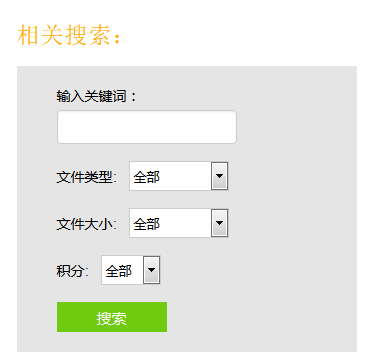 相关搜索：
输入关键词：
文件类型: 全部
文件大小: 全部
积分: 全部
搜索